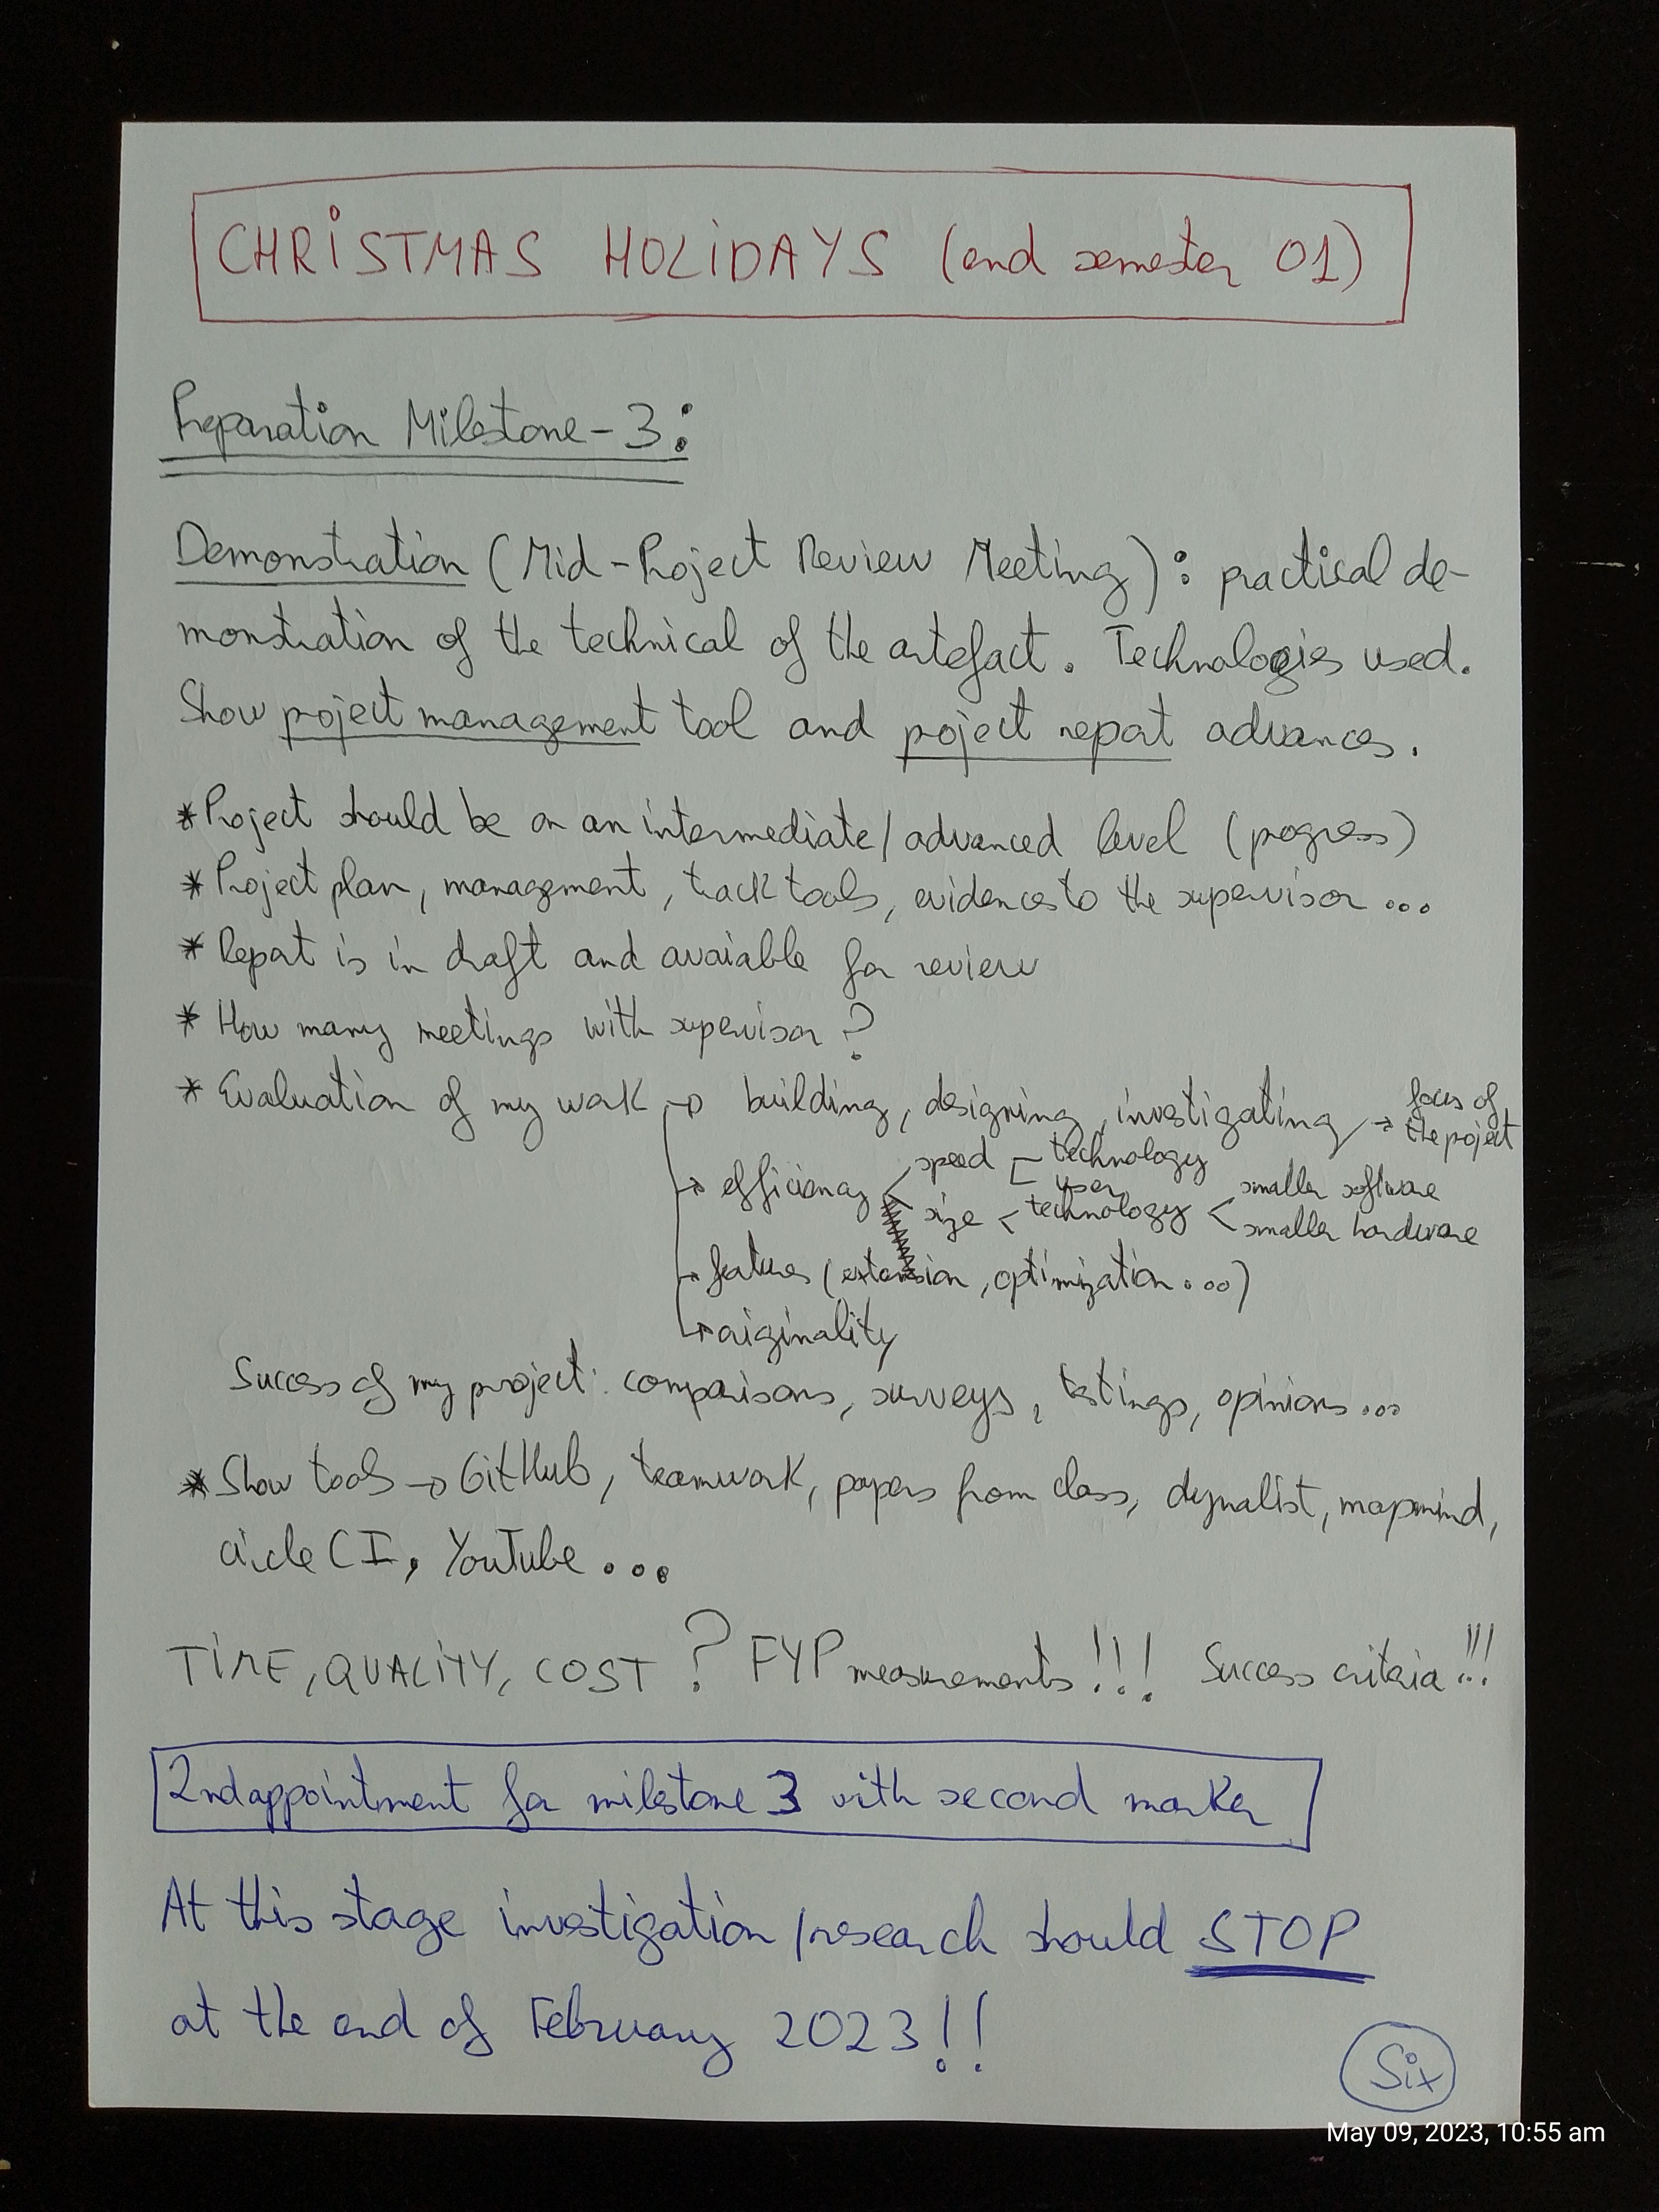 CHRISTMAS HOLIDAYS (end semester 01)
Preparation Milestone-3:
Demonstration (Mid-Project Review Meeting): practical de-
monstration of the technical of the artefact. Technologies used.
Show project management tool and project report advances.
*Project should be on an intermediate/advanced level (progress)
*Project plan, management, track tools, evidences to the supervisor...
*Report is in draft and avaiable for review
*How many meetings with supervisor?
*Evaluation of my work → building, designing, investigating → focus of the project
→ efficiency < speed [ technology
user
size < technology < smaller software
smaller hardware
→ features (extension, optimization...)
→ originality
Success of my project: comparisons, surveys, testings, opinions...
*Show tools → GitHub, teamwork, papers from class, dynalist, mapmind,
circle CI, YouTube...
TIME, QUALITY, COST? FYP measurements!!! Success criteria!!!
2nd appointment for milestone 3 with second marker
At this stage investigation/research should STOP
at the end of February 2023!!
Six
May 09, 2023, 10:55 am